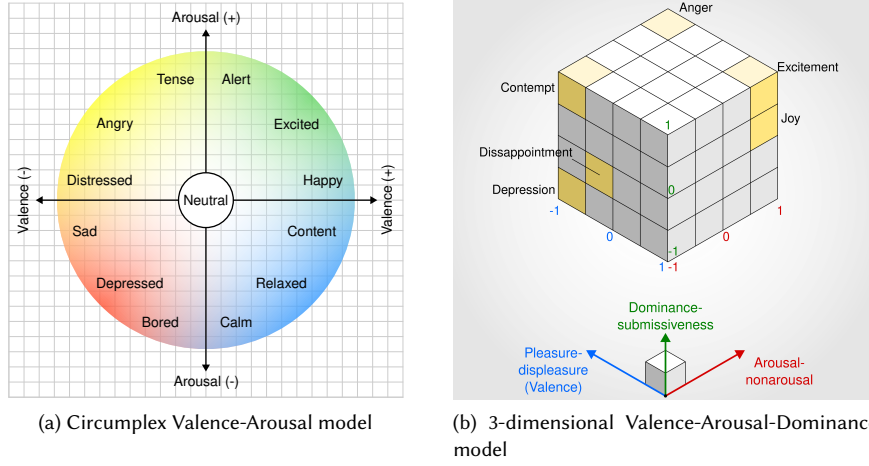 Arousal (+)
Tense
Alert
Angry
Excited
Distressed
Happy
Valence (-)
Neutral
Valence (+)
Sad
Content
Depressed
Relaxed
Bored
Calm
Arousal (-)
(a) Circumplex Valence-Arousal model
Anger
Excitement
Contempt
Joy
1
Dissappointment
0
Depression
-1
1
0
0
-1
1 -1
Dominance-
submissiveness
Pleasure-
displeasure
(Valence)
Arousal-
nonarousal
(b) 3-dimensional Valence-Arousal-Dominanc
model